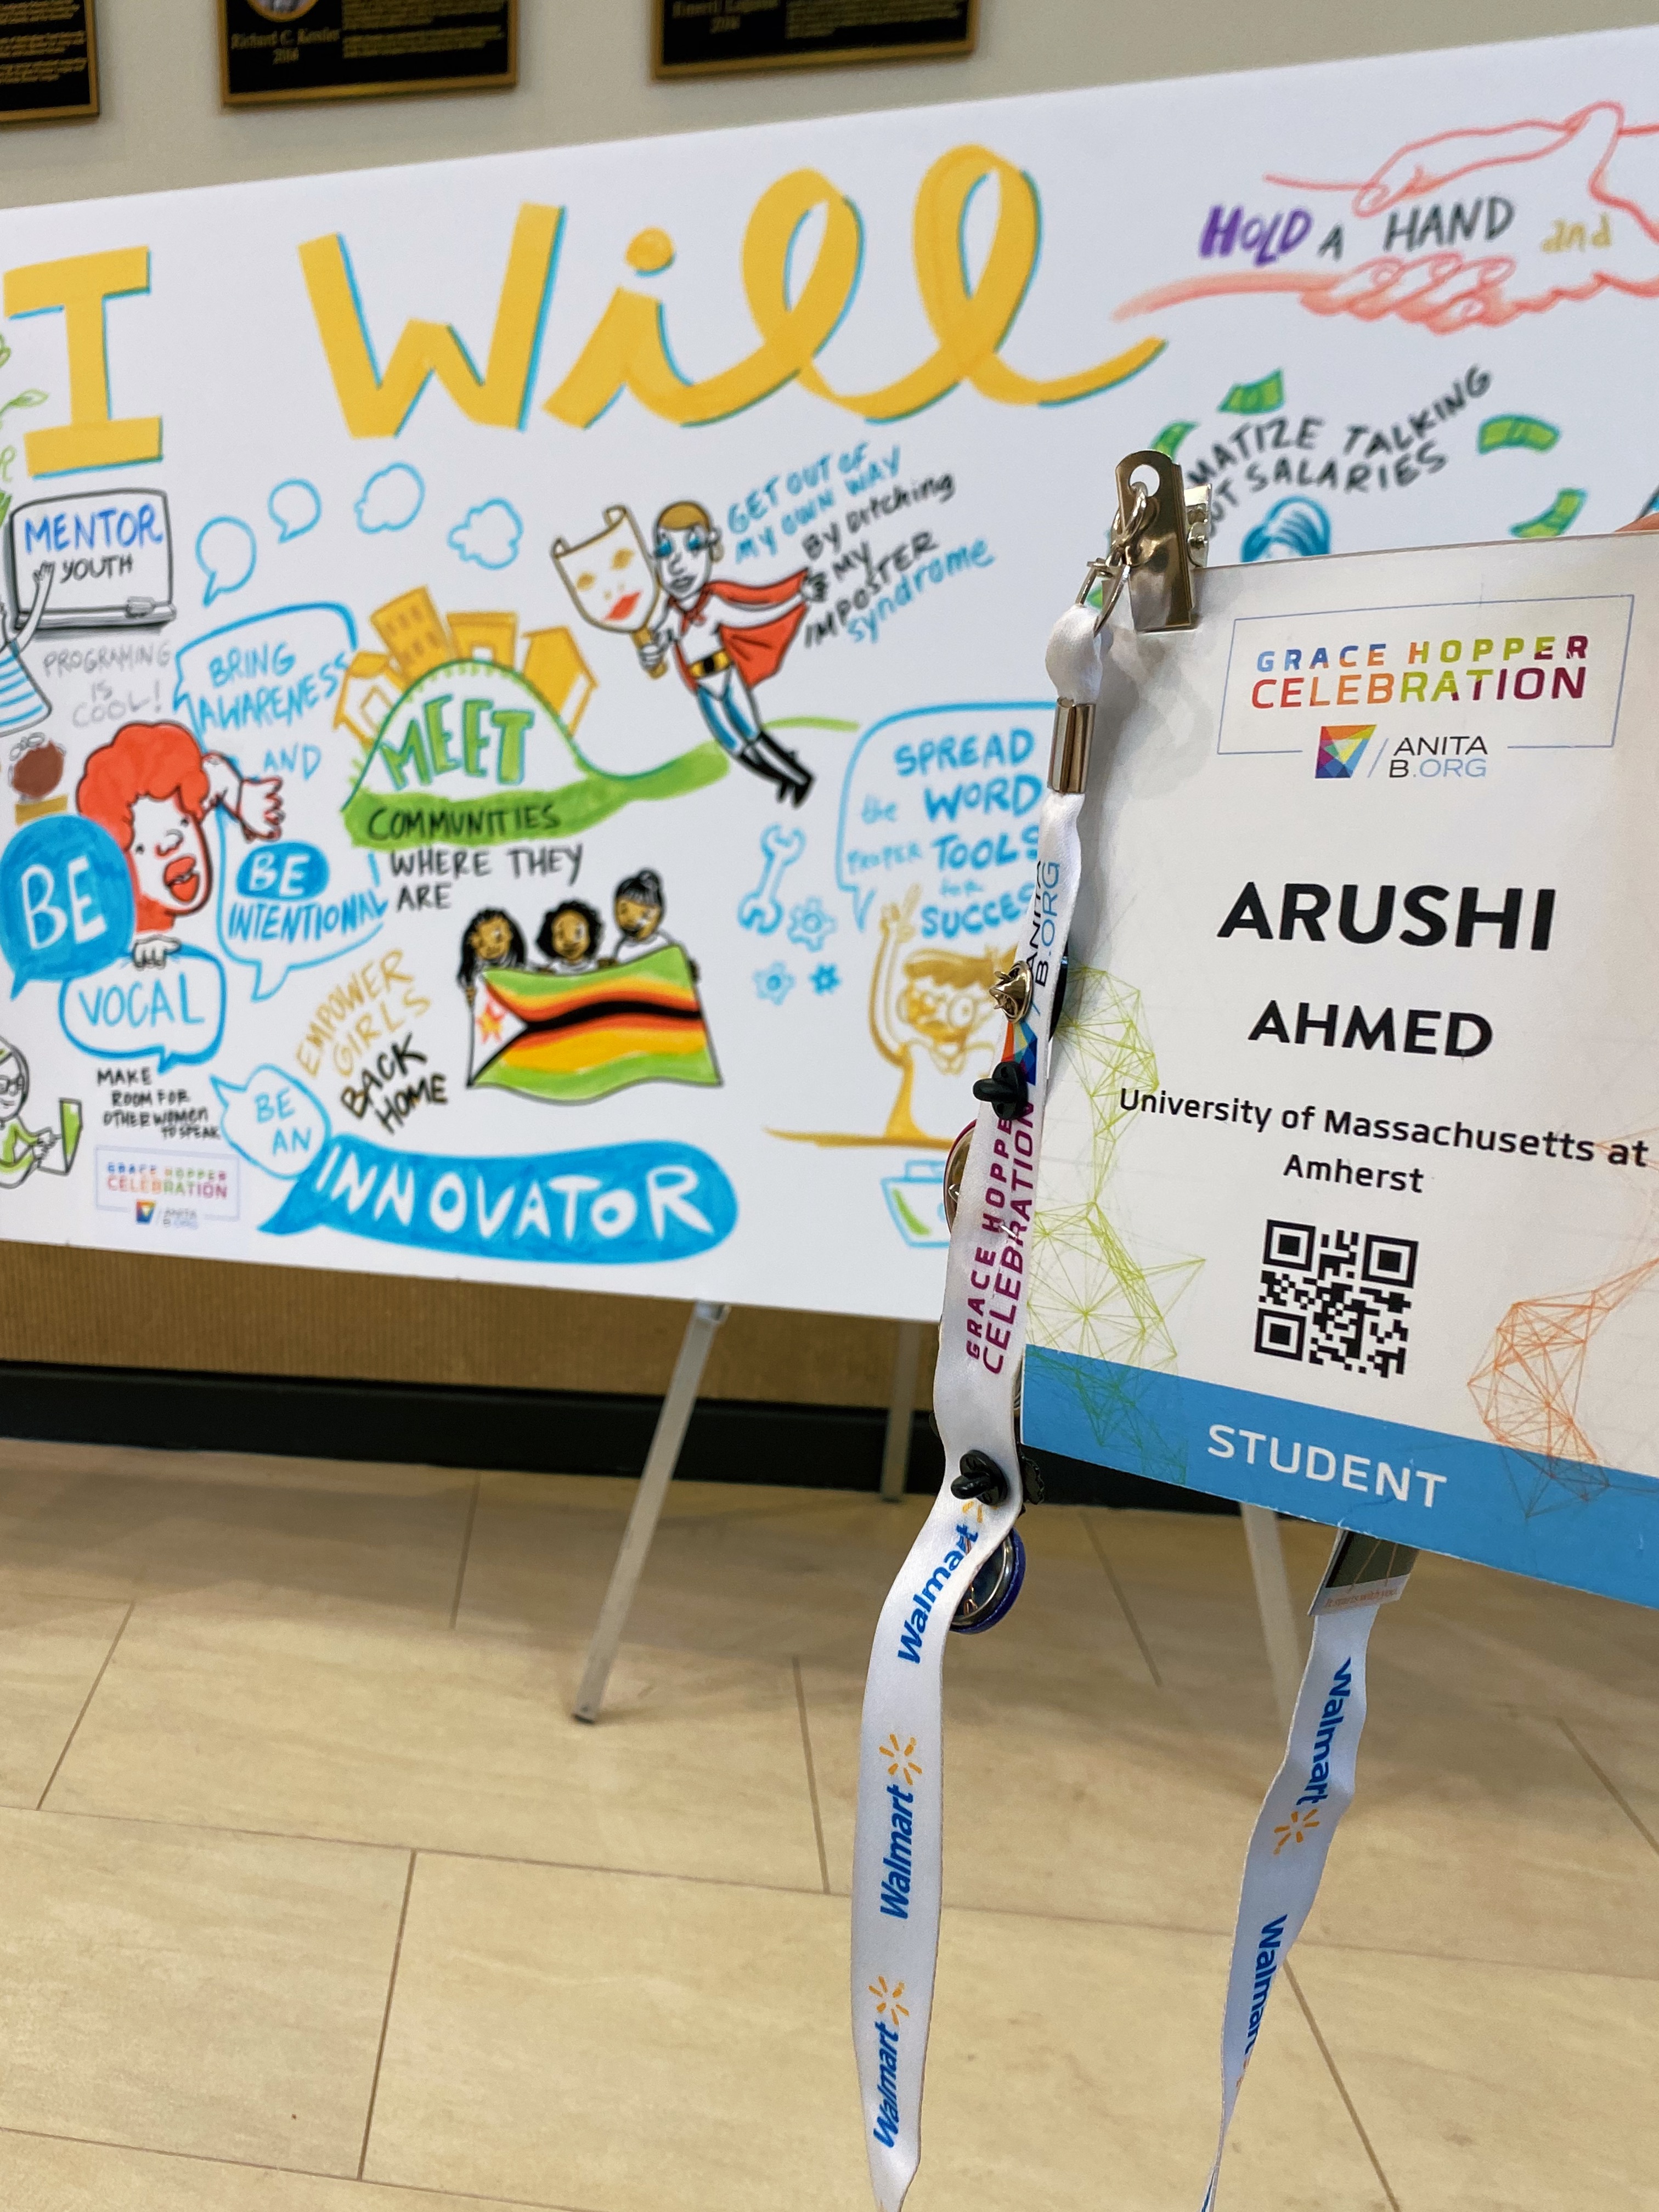 Richard C. Kessler
2014
2014
I Will
HOLD A HAND and
MATIZE TALKING
UT SALARIES
MENTOR
YOUTH
PROGRAMING
IS
COOL!
BRING
AWARENESS
AND
BE
INTENTIONAL
BE
VOCAL
MEET
COMMUNITIES
WHERE THEY
ARE
GET OUT OF
MY OWN WAY
BY Ditching
MY
IMPOSTER
Syndrome
SPREAD
the WORD
PROPER TOOLS
for
SUCCES
EMPOWER
GIRLS
BACK
HOME
MAKE
ROOM FOR
OTHER WOMEN
TO SPEAK
BE
AN
INNOVATOR
GRACE HOPPER
CELEBRATION
ANITA
B.ORG
GRACE HOPPER
CELEBRATION
ANITA
B.ORG
ARUSHI
AHMED
University of Massachusetts at
Amherst
STUDENT
ANITA
B.ORG
GRACE HOPPER
CELEBRATION
Walmart
Walmart
Walmart
Walmart
Walmart